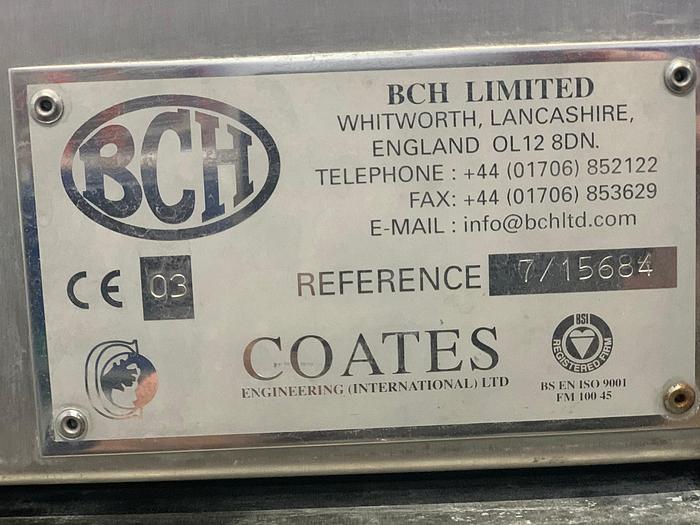 BCH
BCH LIMITED
WHITWORTH, LANCASHIRE,
ENGLAND OL12 8DN.
TELEPHONE : +44 (01706) 852122
FAX: +44 (01706) 853629
E-MAIL : info@bchltd.com
CE 03
REFERENCE 7/15684
COATES
ENGINEERING (INTERNATIONAL) LTD
BSI
REGISTERED FIRM
BS EN ISO 9001
FM 100 45